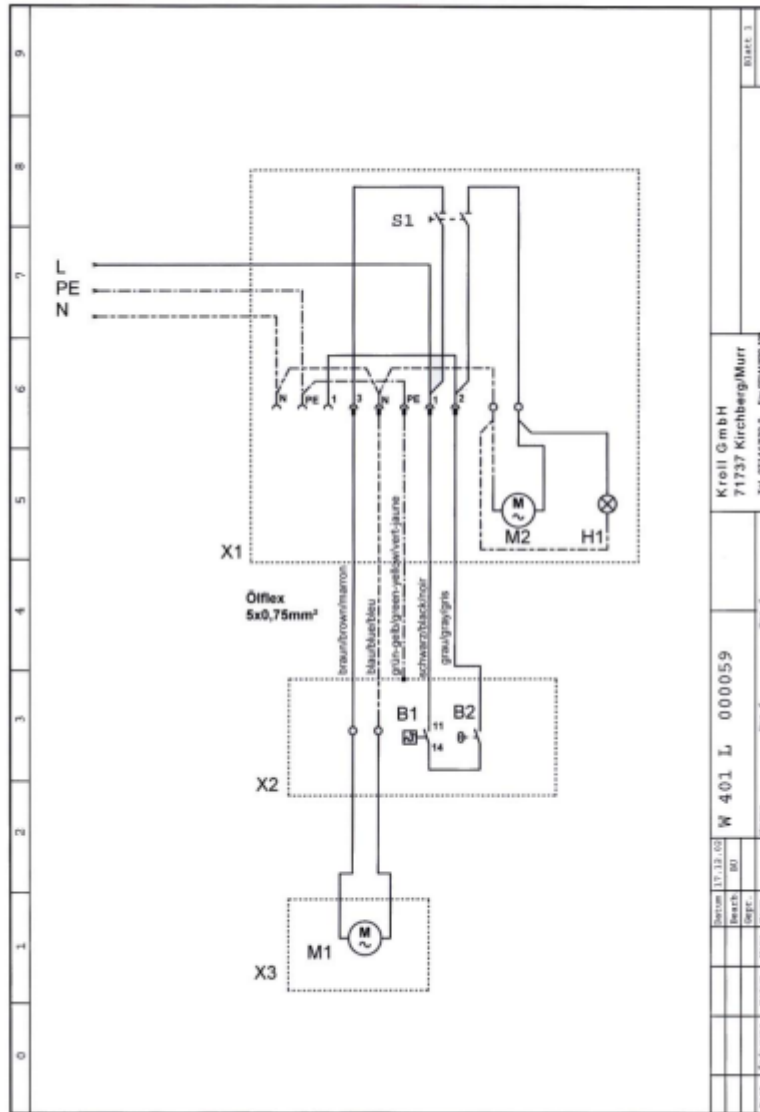 9
8
7
6
5
4
3
2
1
0
S1
L
PE
N
N
PE
1
3
N
PE
1
2
M
~
M2
H1
X1
Ölflex
5x0,75mm²
braun/brown/marron
blau/blue/bleu
grün-gelb/green-yellow/vert-jaune
schwarz/black/noir
grau/gray/gris
B1
11
14
B2
X2
M1
M
~
X3
Blatt 1
Kroll GmbH
71737 Kirchberg/Murr
W 401 L 000059
Datum 17.12.02
Bearb
Gepr.